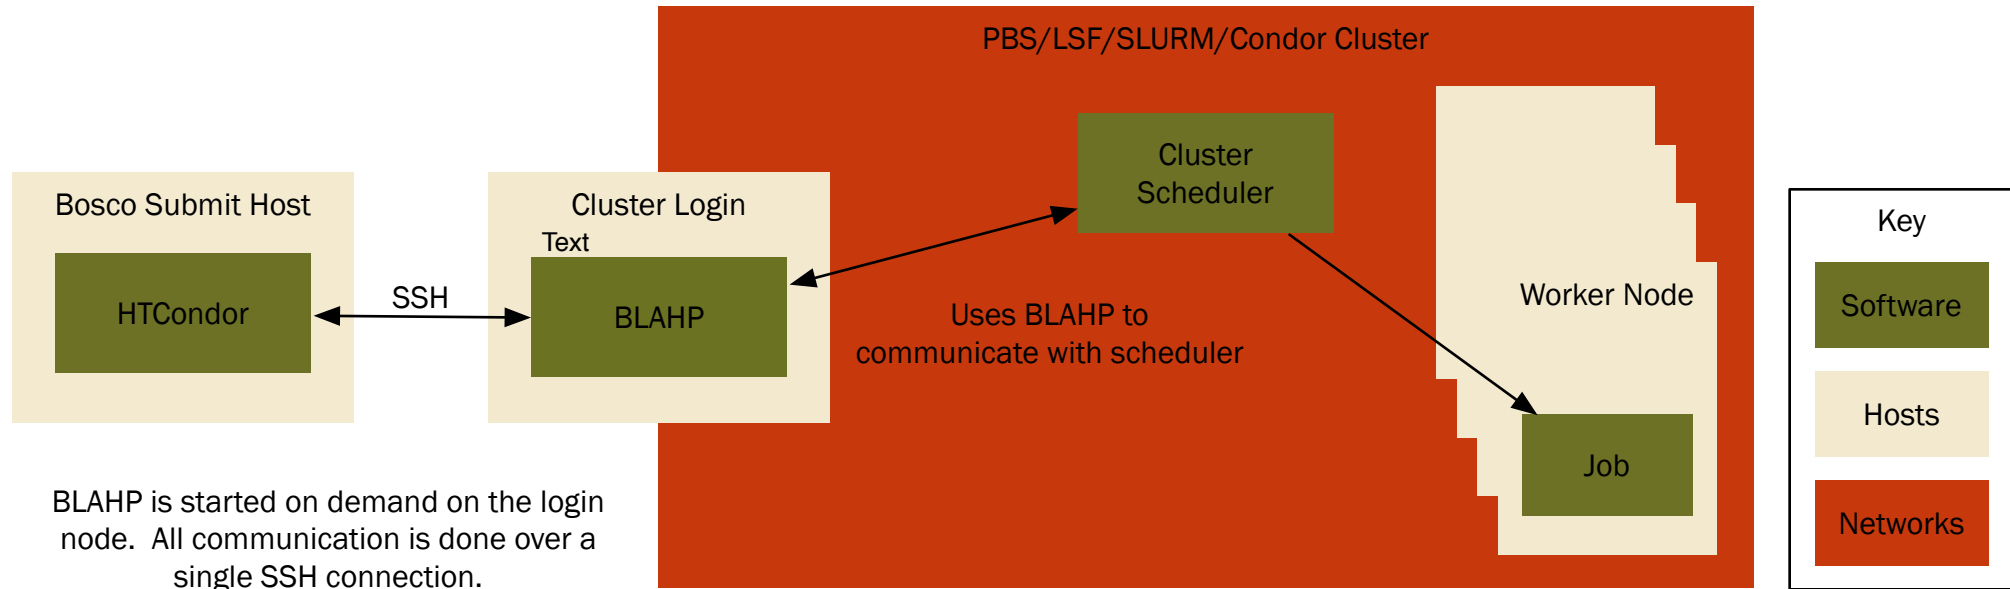 PBS/LSF/SLURM/Condor Cluster
Bosco Submit Host
HTCondor
SSH
Cluster Login
Text
BLAHP
Cluster
Scheduler
Uses BLAHP to
communicate with scheduler
Worker Node
Job
Key
Software
Hosts
Networks
BLAHP is started on demand on the login
node.  All communication is done over a
single SSH connection.